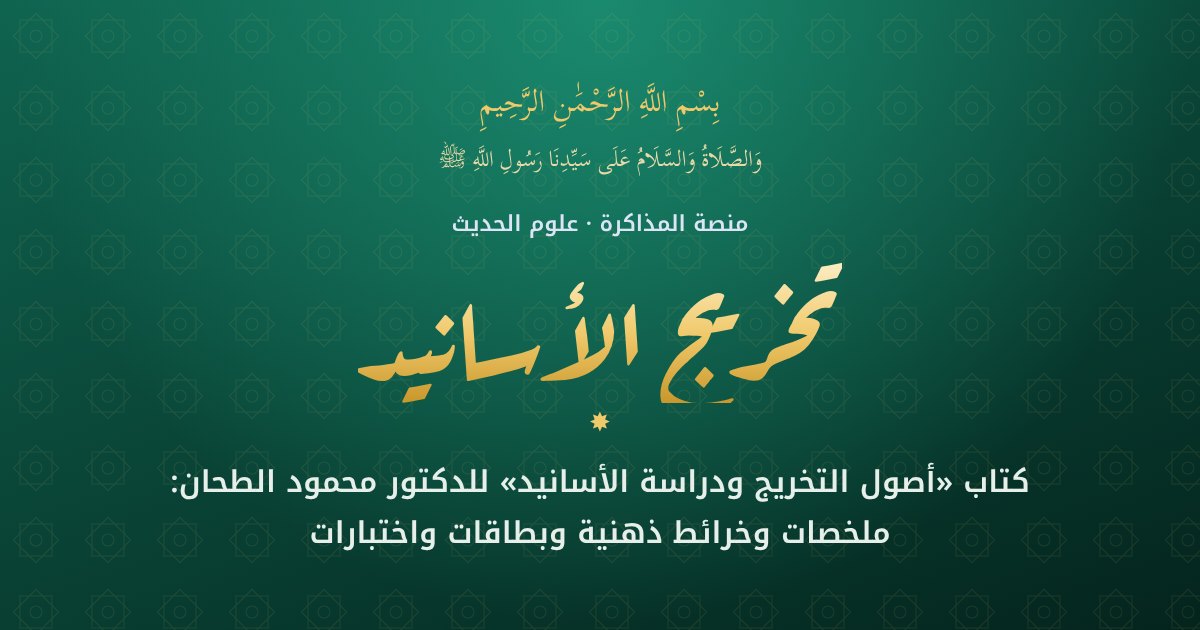 بِسْمِ اللَّهِ الرَّحْمَٰنِ الرَّحِيمِ
وَالصَّلَاةُ وَالسَّلَامُ عَلَى سَيِّدِنَا رَسُولِ اللَّهِ ﷺ
منصة المذاكرة · علوم الحديث
تخريج الأسانيد
كتاب «أصول التخريج ودراسة الأسانيد» للدكتور محمود الطحان:
ملخصات وخرائط ذهنية وبطاقات واختبارات